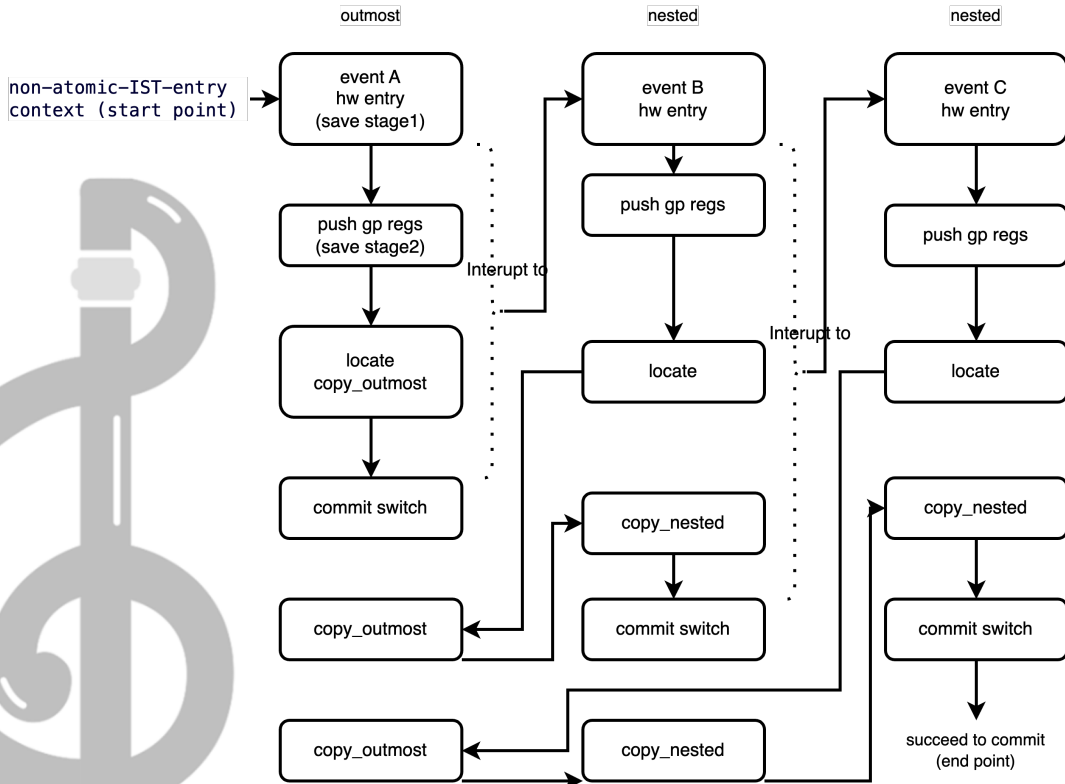 outmost
nested
nested
non-atomic-IST-entry
context (start point)
event A
hw entry
(save stage1)
event B
hw entry
event C
hw entry
push gp regs
(save stage2)
push gp regs
push gp regs
Interupt to
Interupt to
locate
copy_outmost
locate
locate
commit switch
copy_nested
copy_nested
copy_outmost
commit switch
commit switch
copy_outmost
copy_nested
succeed to commit
(end point)